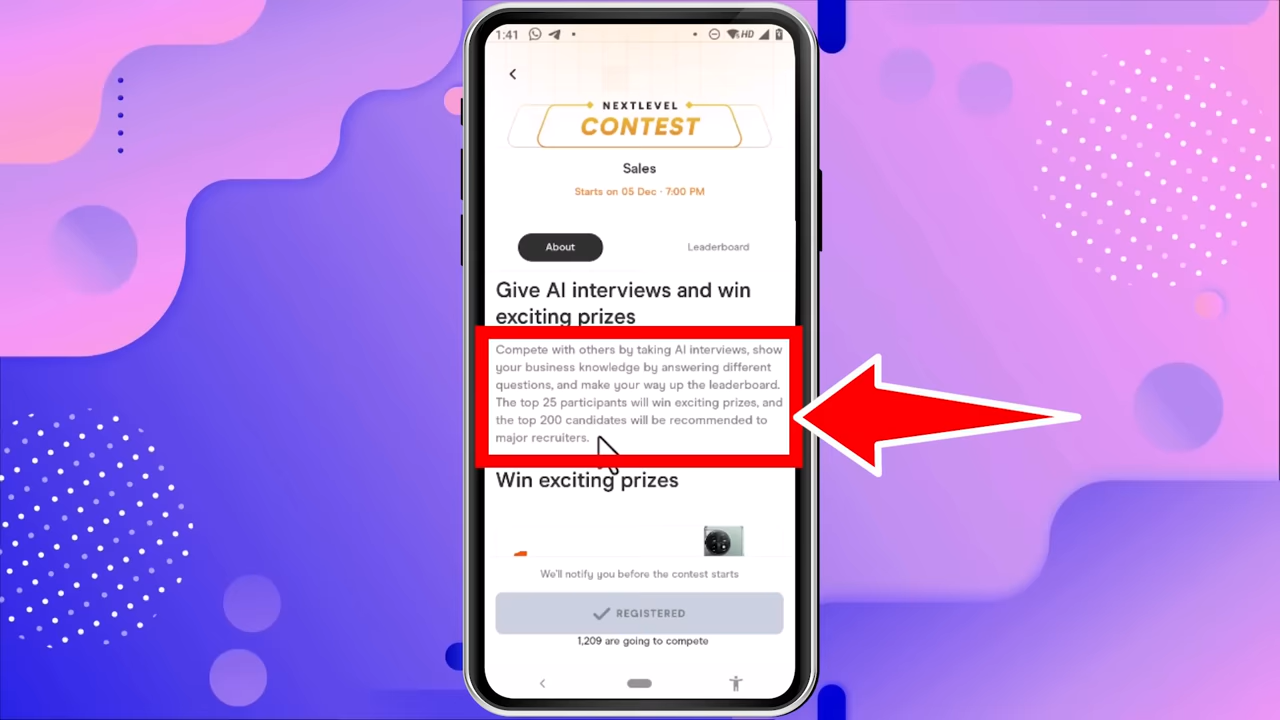 1:41
HD
NEXTLEVEL
CONTEST
Sales
Starts on 05 Dec · 7:00 PM
About
Leaderboard
Give AI interviews and win
exciting prizes
Compete with others by taking AI interviews, show
your business knowledge by answering different
questions, and make your way up the leaderboard.
The top 25 participants will win exciting prizes, and
the top 200 candidates will be recommended to
major recruiters.
Win exciting prizes
We'll notify you before the contest starts
REGISTERED
1,209 are going to compete